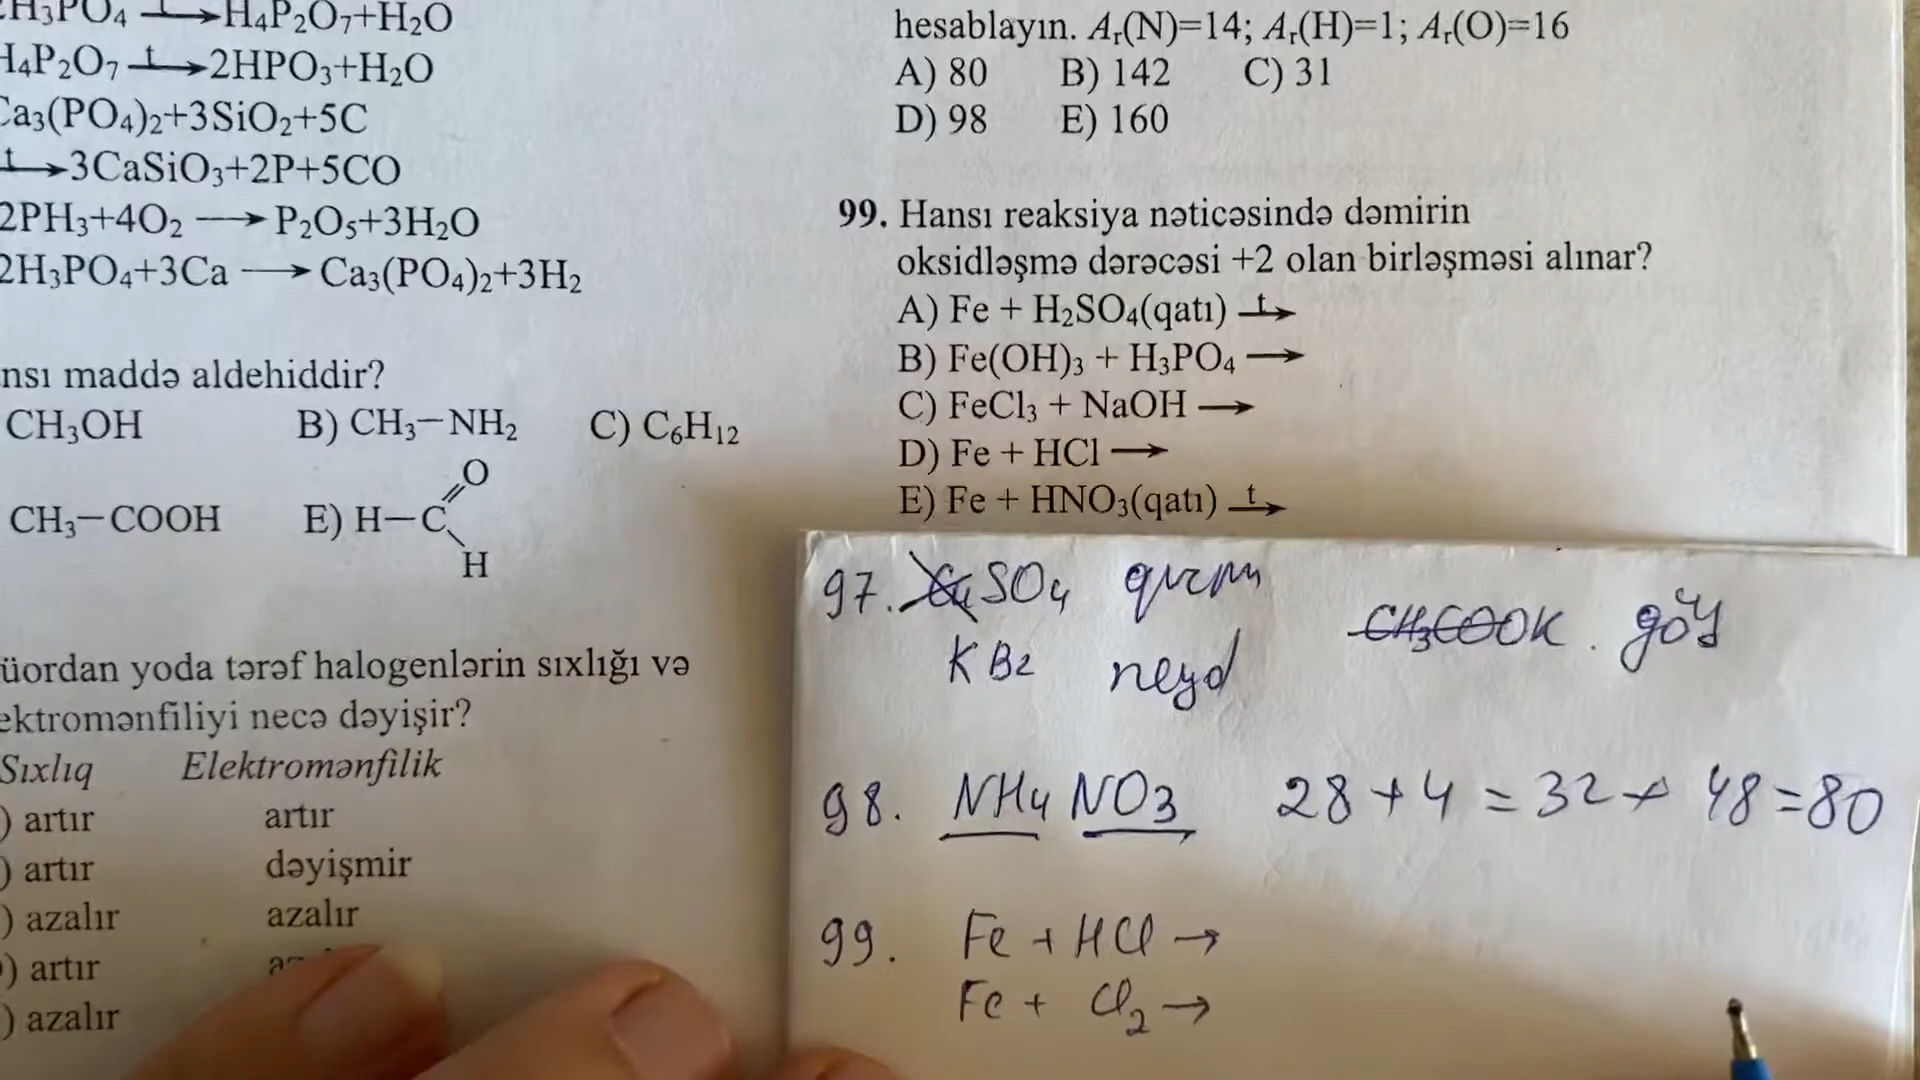 H₃PO₄ —t→ H₄P₂O₇+H₂O
H₄P₂O₇ —t→ 2HPO₃+H₂O
Ca₃(PO₄)₂+3SiO₂+5C
—t→ 3CaSiO₃+2P+5CO
2PH₃+4O₂ ⟶ P₂O₅+3H₂O
2H₃PO₄+3Ca ⟶ Ca₃(PO₄)₂+3H₂
nsı maddə aldehiddir?
CH₃OH B) CH₃−NH₂ C) C₆H₁₂
CH₃−COOH E) H−C
O
H
üordan yoda tərəf halogenlərin sıxlığı və
ektromənfiliyi necə dəyişir?
Sıxlıq Elektromənfilik
) artır artır
) artır dəyişmir
) azalır azalır
) artır
) azalır
hesablayın. Aᵣ(N)=14; Aᵣ(H)=1; Aᵣ(O)=16
A) 80 B) 142 C) 31
D) 98 E) 160
99. Hansı reaksiya nəticəsində dəmirin
oksidləşmə dərəcəsi +2 olan birləşməsi alınar?
A) Fe + H₂SO₄(qatı) —t→
B) Fe(OH)₃ + H₃PO₄ ⟶
C) FeCl₃ + NaOH ⟶
D) Fe + HCl ⟶
E) Fe + HNO₃(qatı) —t→
97. SO₄ CH₃COOK. göy
KBr neyd
98. NH₄NO₃ 28+4=32+48=80
99. Fe + HCl →
Fe + Cl₂ →